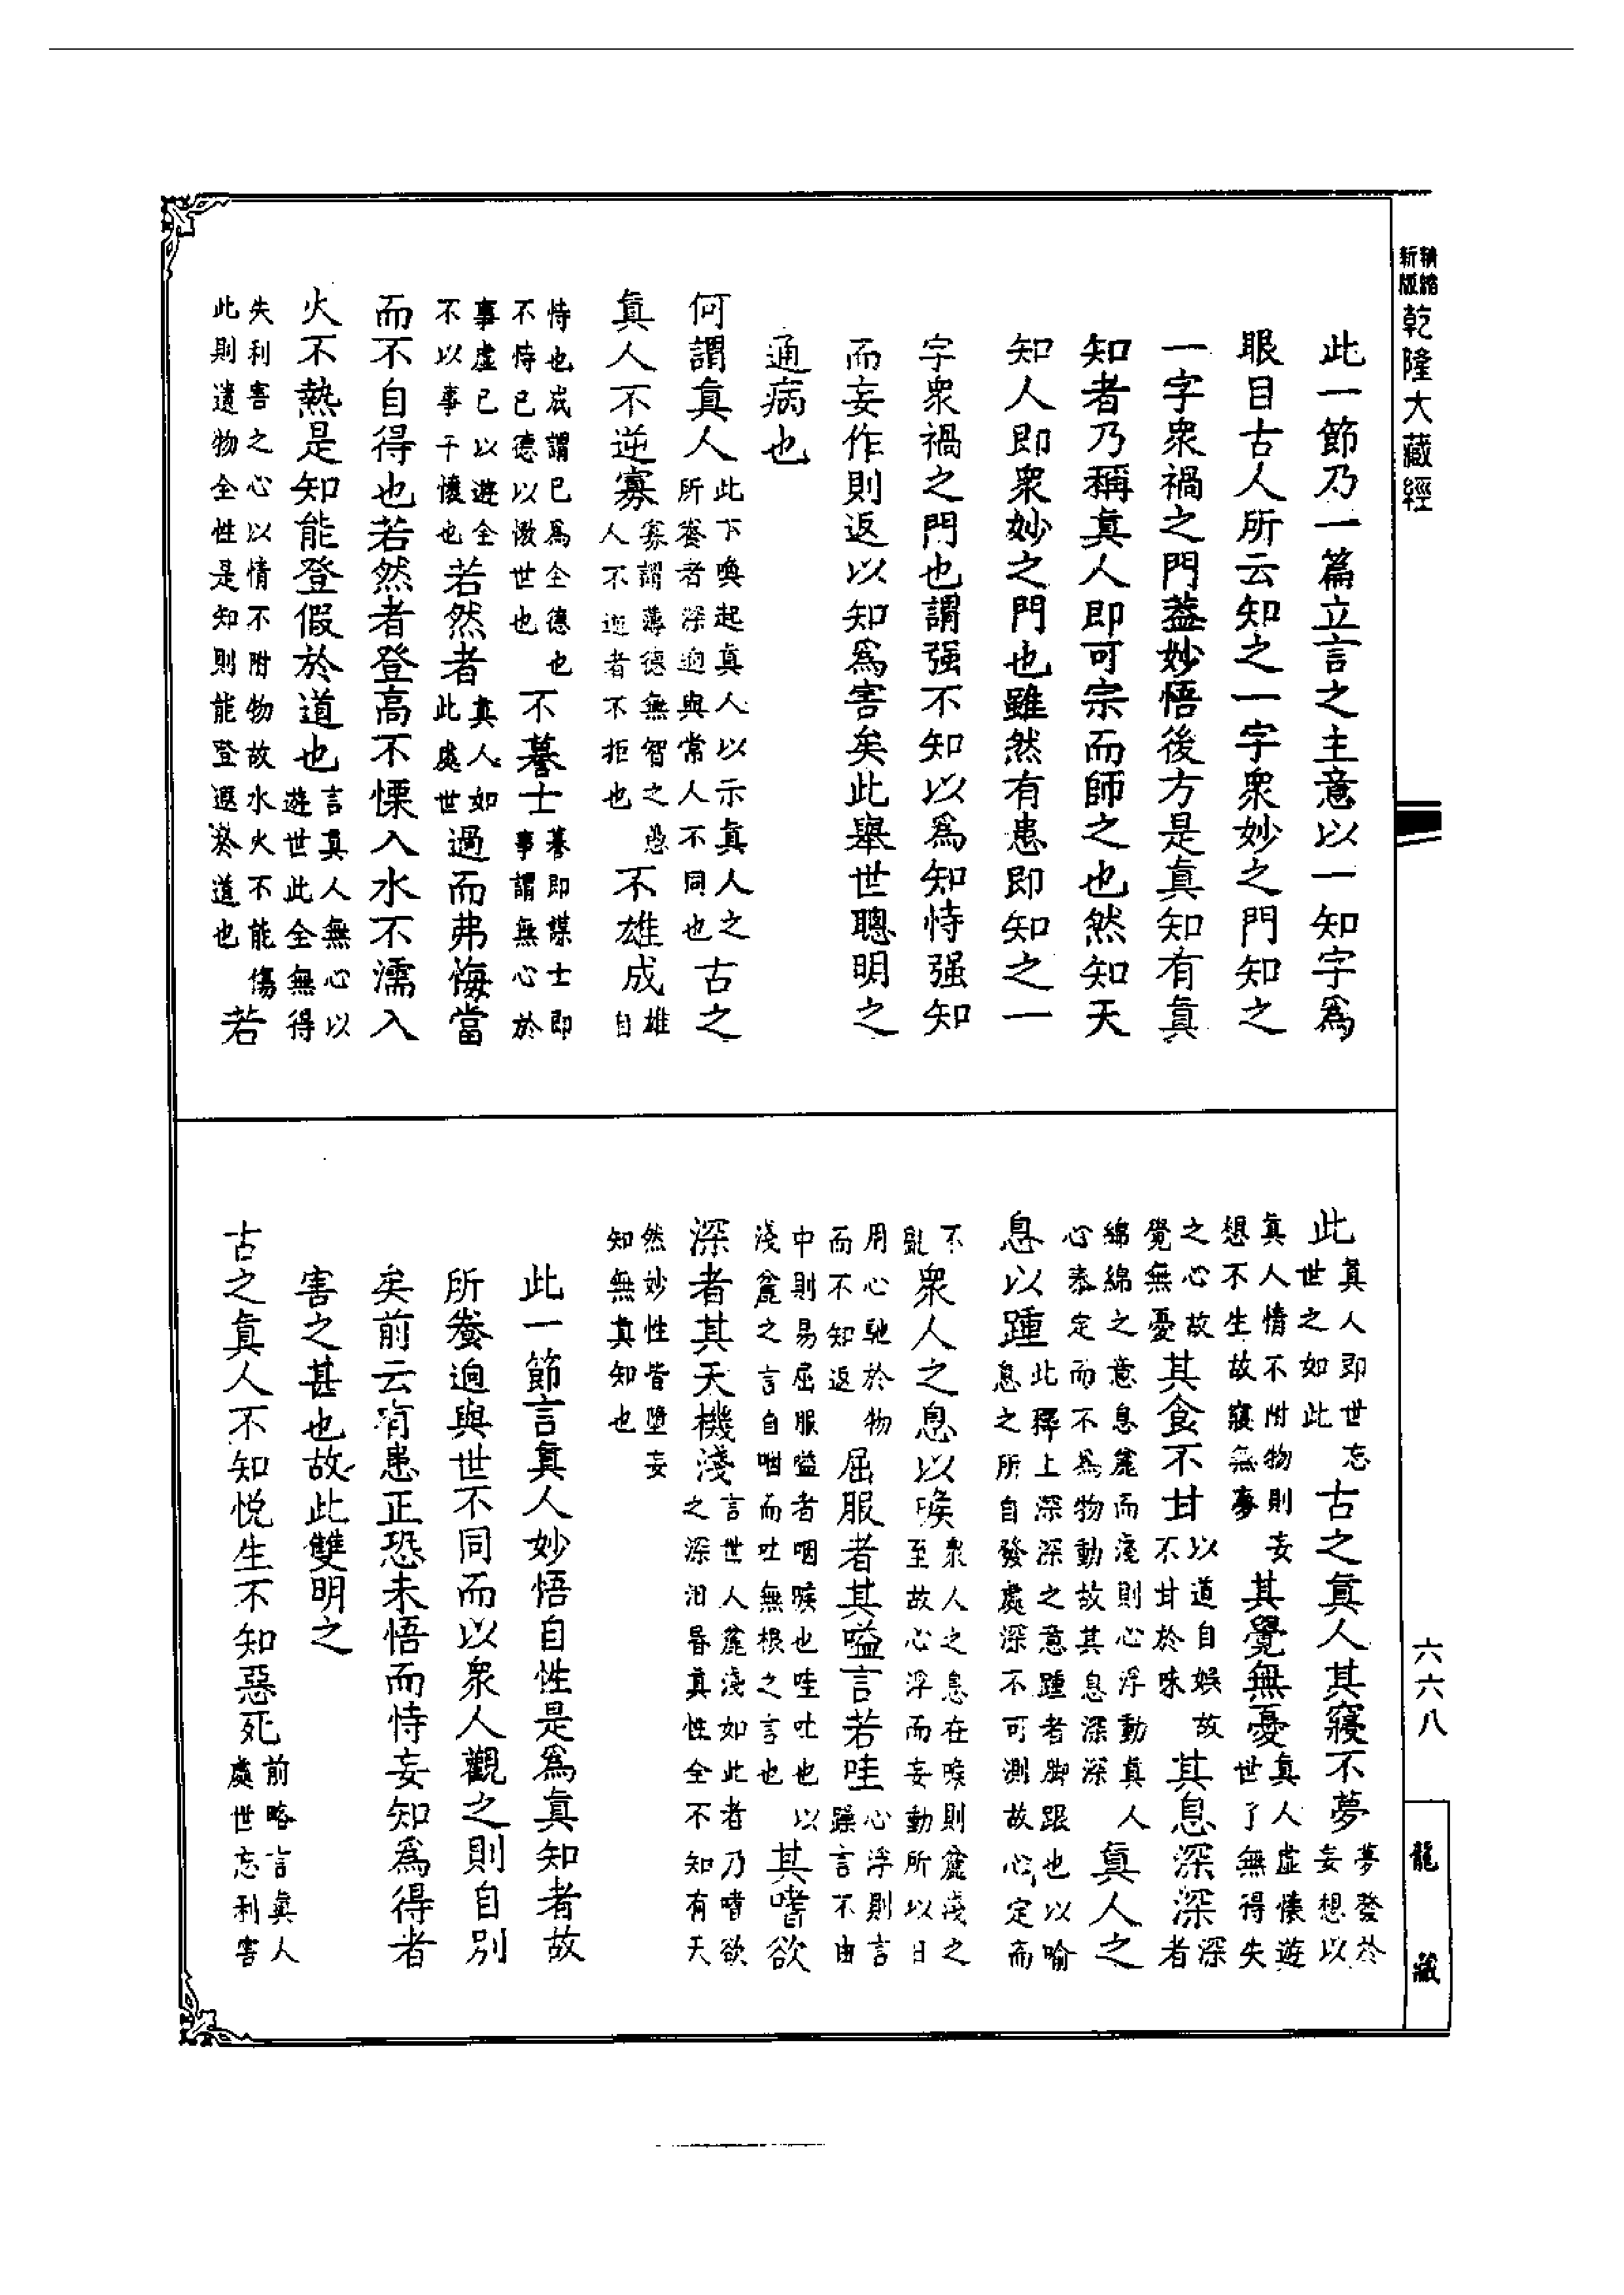 新版精縮
乾隆大藏經
此一節乃一篇立言之主意以一知字爲
眼目古人所云知之一字衆妙之門知之
一字衆禍之門葢妙悟後方是真知有真
知者乃稱真人即可宗而師之也然知天
知人即衆妙之門也雖然有患即知之一
字衆禍之門也謂强不知以爲知恃强知
而妄作則返以知爲害矣此舉世聰明之
通病也
何謂真人此下喚起真人以示真人之所養者深迥與常人不同也古之
真人不逆寡寡謂薄德無智之愚人不逆者不拒也不雄成雄自
恃也成謂已爲全德也不恃已德以傲世也不謩士謩即謀士即事謂無心於
事虛已以遊全不以事干懷也若然者真人如此處世過而弗悔當
而不自得也若然者登高不慄入水不濡入
火不熱是知能登假於道也言真人無心以遊世此全無得
失利害之心以情不附物故水火不能傷此則遺物全性是知則能登遐於道也若
此真人即世忘世之如此古之真人其寢不夢夢發於妄想以
真人情不附物則妄想不生故寢無夢其覺無憂真人虛懷遊世了無得失
之心故覺無憂其食不甘以道自娛故不甘於味其息深深深者
綿綿之意息麄而淺則心浮動真人心泰定而不爲物動故其息深深真人之
息以踵此釋上深深之意踵者脚跟也以喻息之所自發處深不可測故心定而
不亂衆人之息以喉衆人之息在喉則麄淺之至故心浮而妄動所以日
用心馳於物而不知返屈服者其嗌言若哇心浮則言躁言不由
中則易屈服嗌者咽喉也哇吐也以淺麄之言自咽而吐無根之言也其嗜欲
深者其天機淺言世人麄淺如此者乃嗜欲之深汨昏真性全不知有天
然妙性皆墮妄知無真知也
此一節言真人妙悟自性是爲真知者故
所養迥與世不同而以衆人觀之則自別
矣前云有患正恐未悟而恃妄知爲得者
害之甚也故此雙明之
古之真人不知悅生不知惡死前略言真人處世忘利害
六六八
龍藏